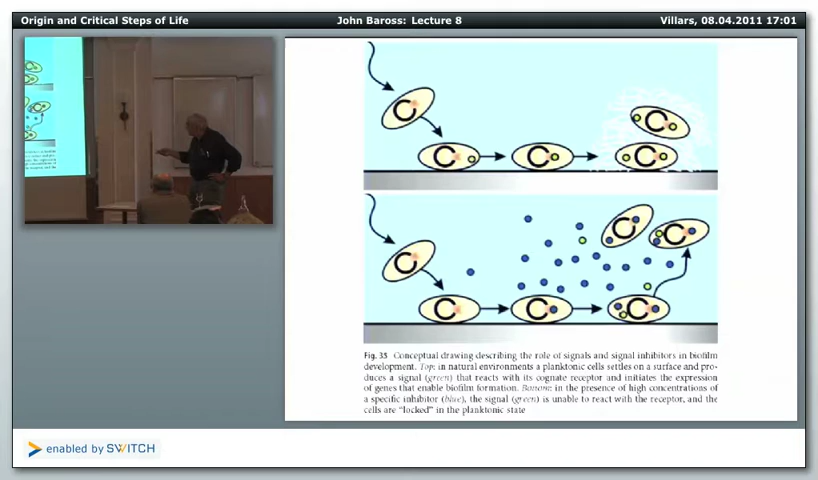 Origin and Critical Steps of Life
John Baross: Lecture 8
Villars, 08.04.2011 17:01
Fig. 35 Conceptual drawing describing the role of signals and signal inhibitors in biofilm
development. Top: in natural environments a planktonic cells settles on a surface and pro-
duces a signal (green) that reacts with its cognate receptor and initiates the expression
of genes that enable biofilm formation. Bottom: in the presence of high concentrations of
a specific inhibitor (blue), the signal (green) is unable to react with the receptor, and the
cells are "locked" in the planktonic state
enabled by SWITCH